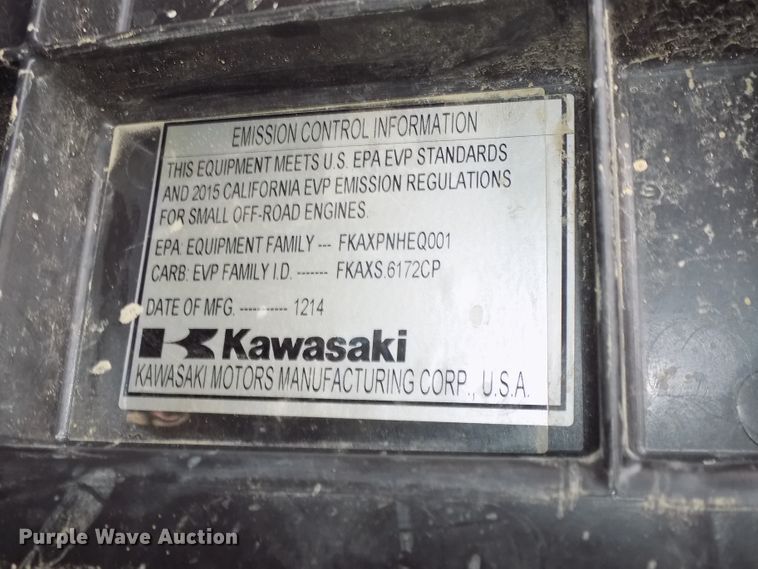 EMISSION CONTROL INFORMATION
THIS EQUIPMENT MEETS U.S. EPA EVP STANDARDS
AND 2015 CALIFORNIA EVP EMISSION REGULATIONS
FOR SMALL OFF-ROAD ENGINES.
EPA: EQUIPMENT FAMILY --- FKAXPNHEQ001
CARB: EVP FAMILY I.D. ------- FKAXS.6172CP
DATE OF MFG. ----------- 1214
Kawasaki
KAWASAKI MOTORS MANUFACTURING CORP., U.S.A.
Purple Wave Auction